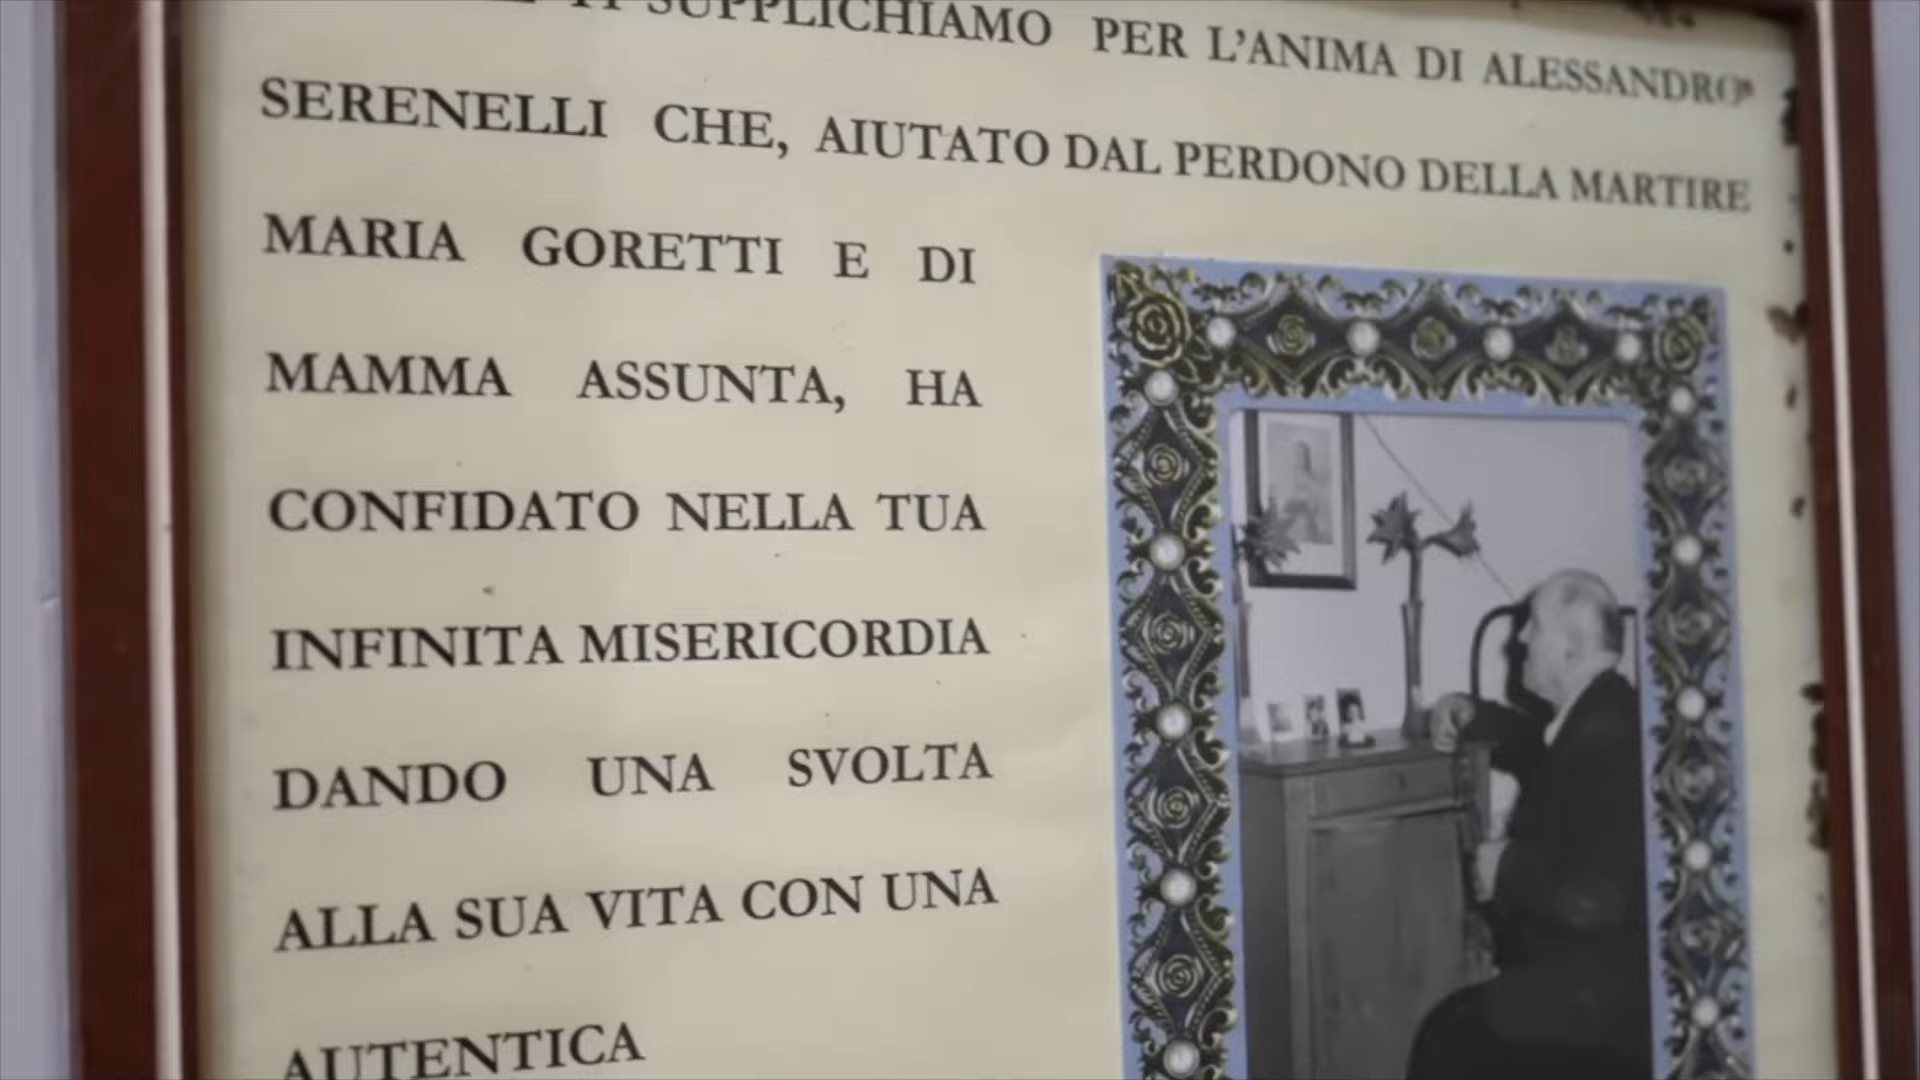 TI SUPPLICHIAMO PER L'ANIMA DI ALESSANDRO
SERENELLI CHE, AIUTATO DAL PERDONO DELLA MARTIRE
MARIA GORETTI E DI
MAMMA ASSUNTA, HA
CONFIDATO NELLA TUA
INFINITA MISERICORDIA
DANDO UNA SVOLTA
ALLA SUA VITA CON UNA
AUTENTICA